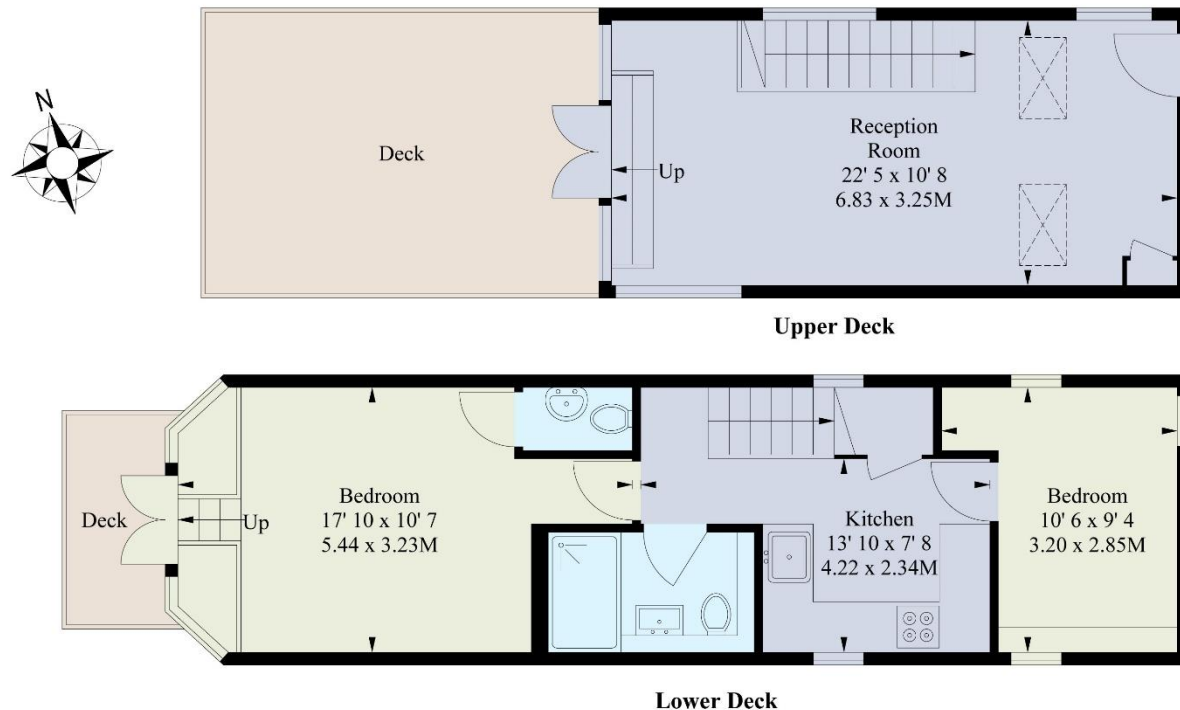 N
Deck
Reception
Room
22' 5 x 10' 8
6.83 x 3.25M
Up
Upper Deck
Deck
Up
Bedroom
17' 10 x 10' 7
5.44 x 3.23M
Kitchen
13' 10 x 7' 8
4.22 x 2.34M
Bedroom
10' 6 x 9' 4
3.20 x 2.85M
Lower Deck